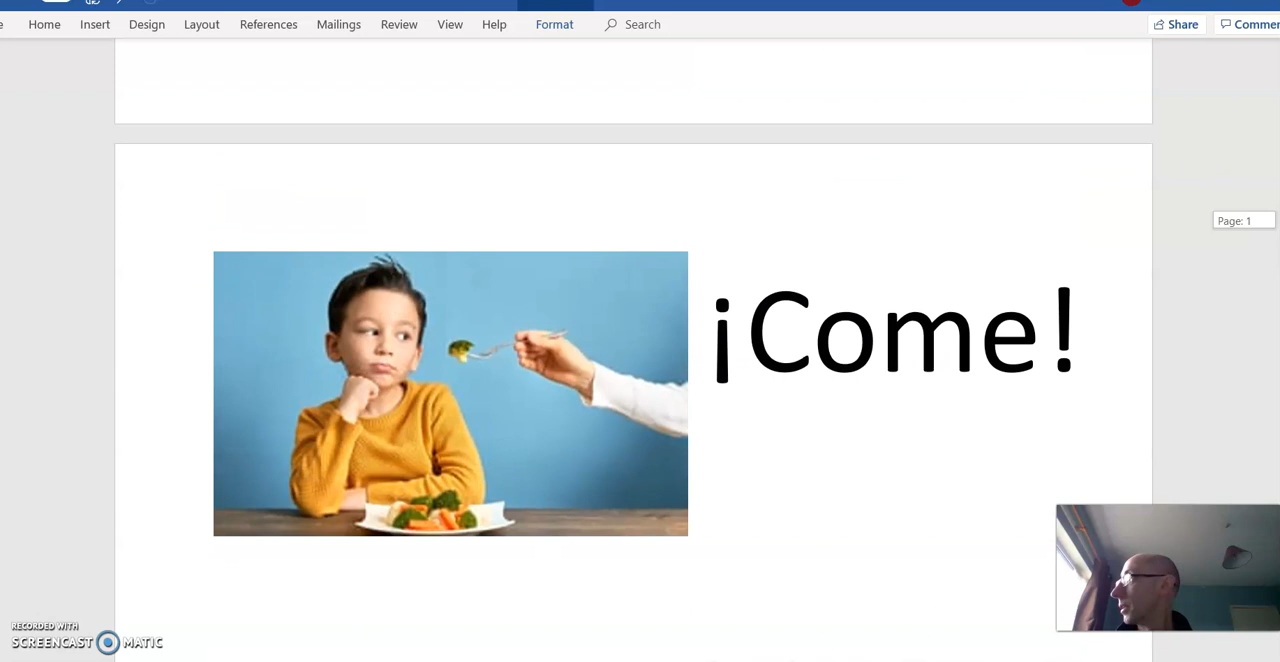 Home Insert Design Layout References Mailings Review View Help Format Search Share
Page: 1
¡Come!
RECORDED WITH
SCREENCAST MATIC